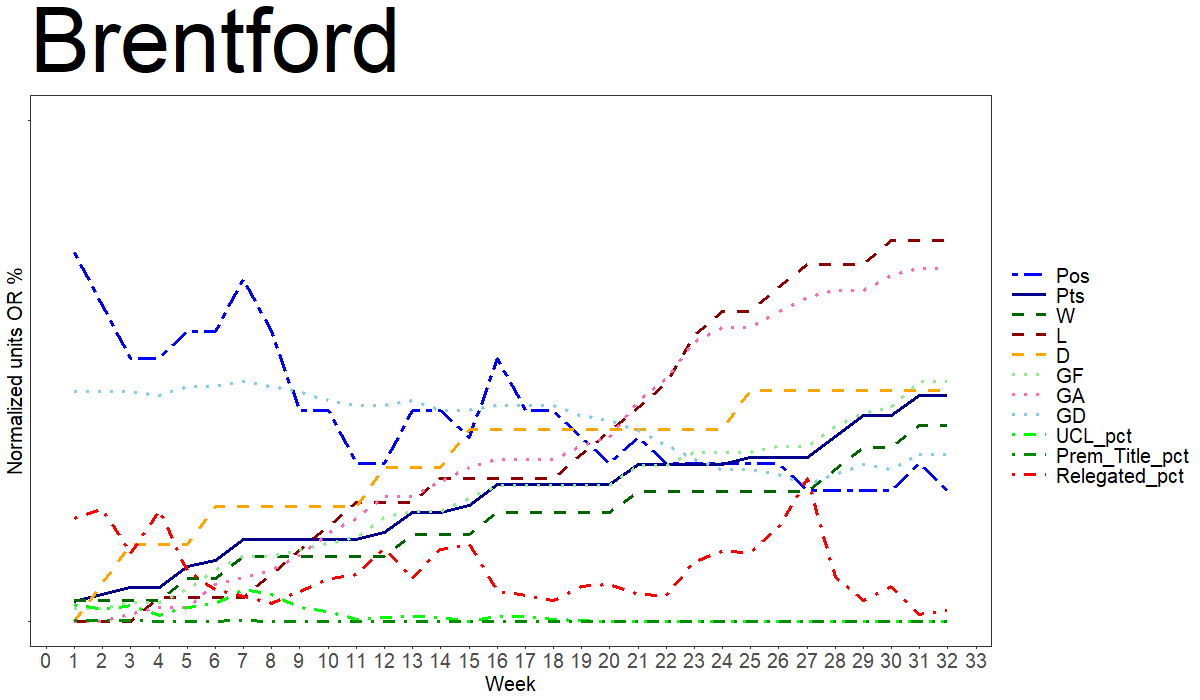 Brentford
Normalized units OR %
0 1 2 3 4 5 6 7 8 9 10 11 12 13 14 15 16 17 18 19 20 21 22 23 24 25 26 27 28 29 30 31 32 33
Week
Pos
Pts
W
L
D
GF
GA
GD
UCL_pct
Prem_Title_pct
Relegated_pct